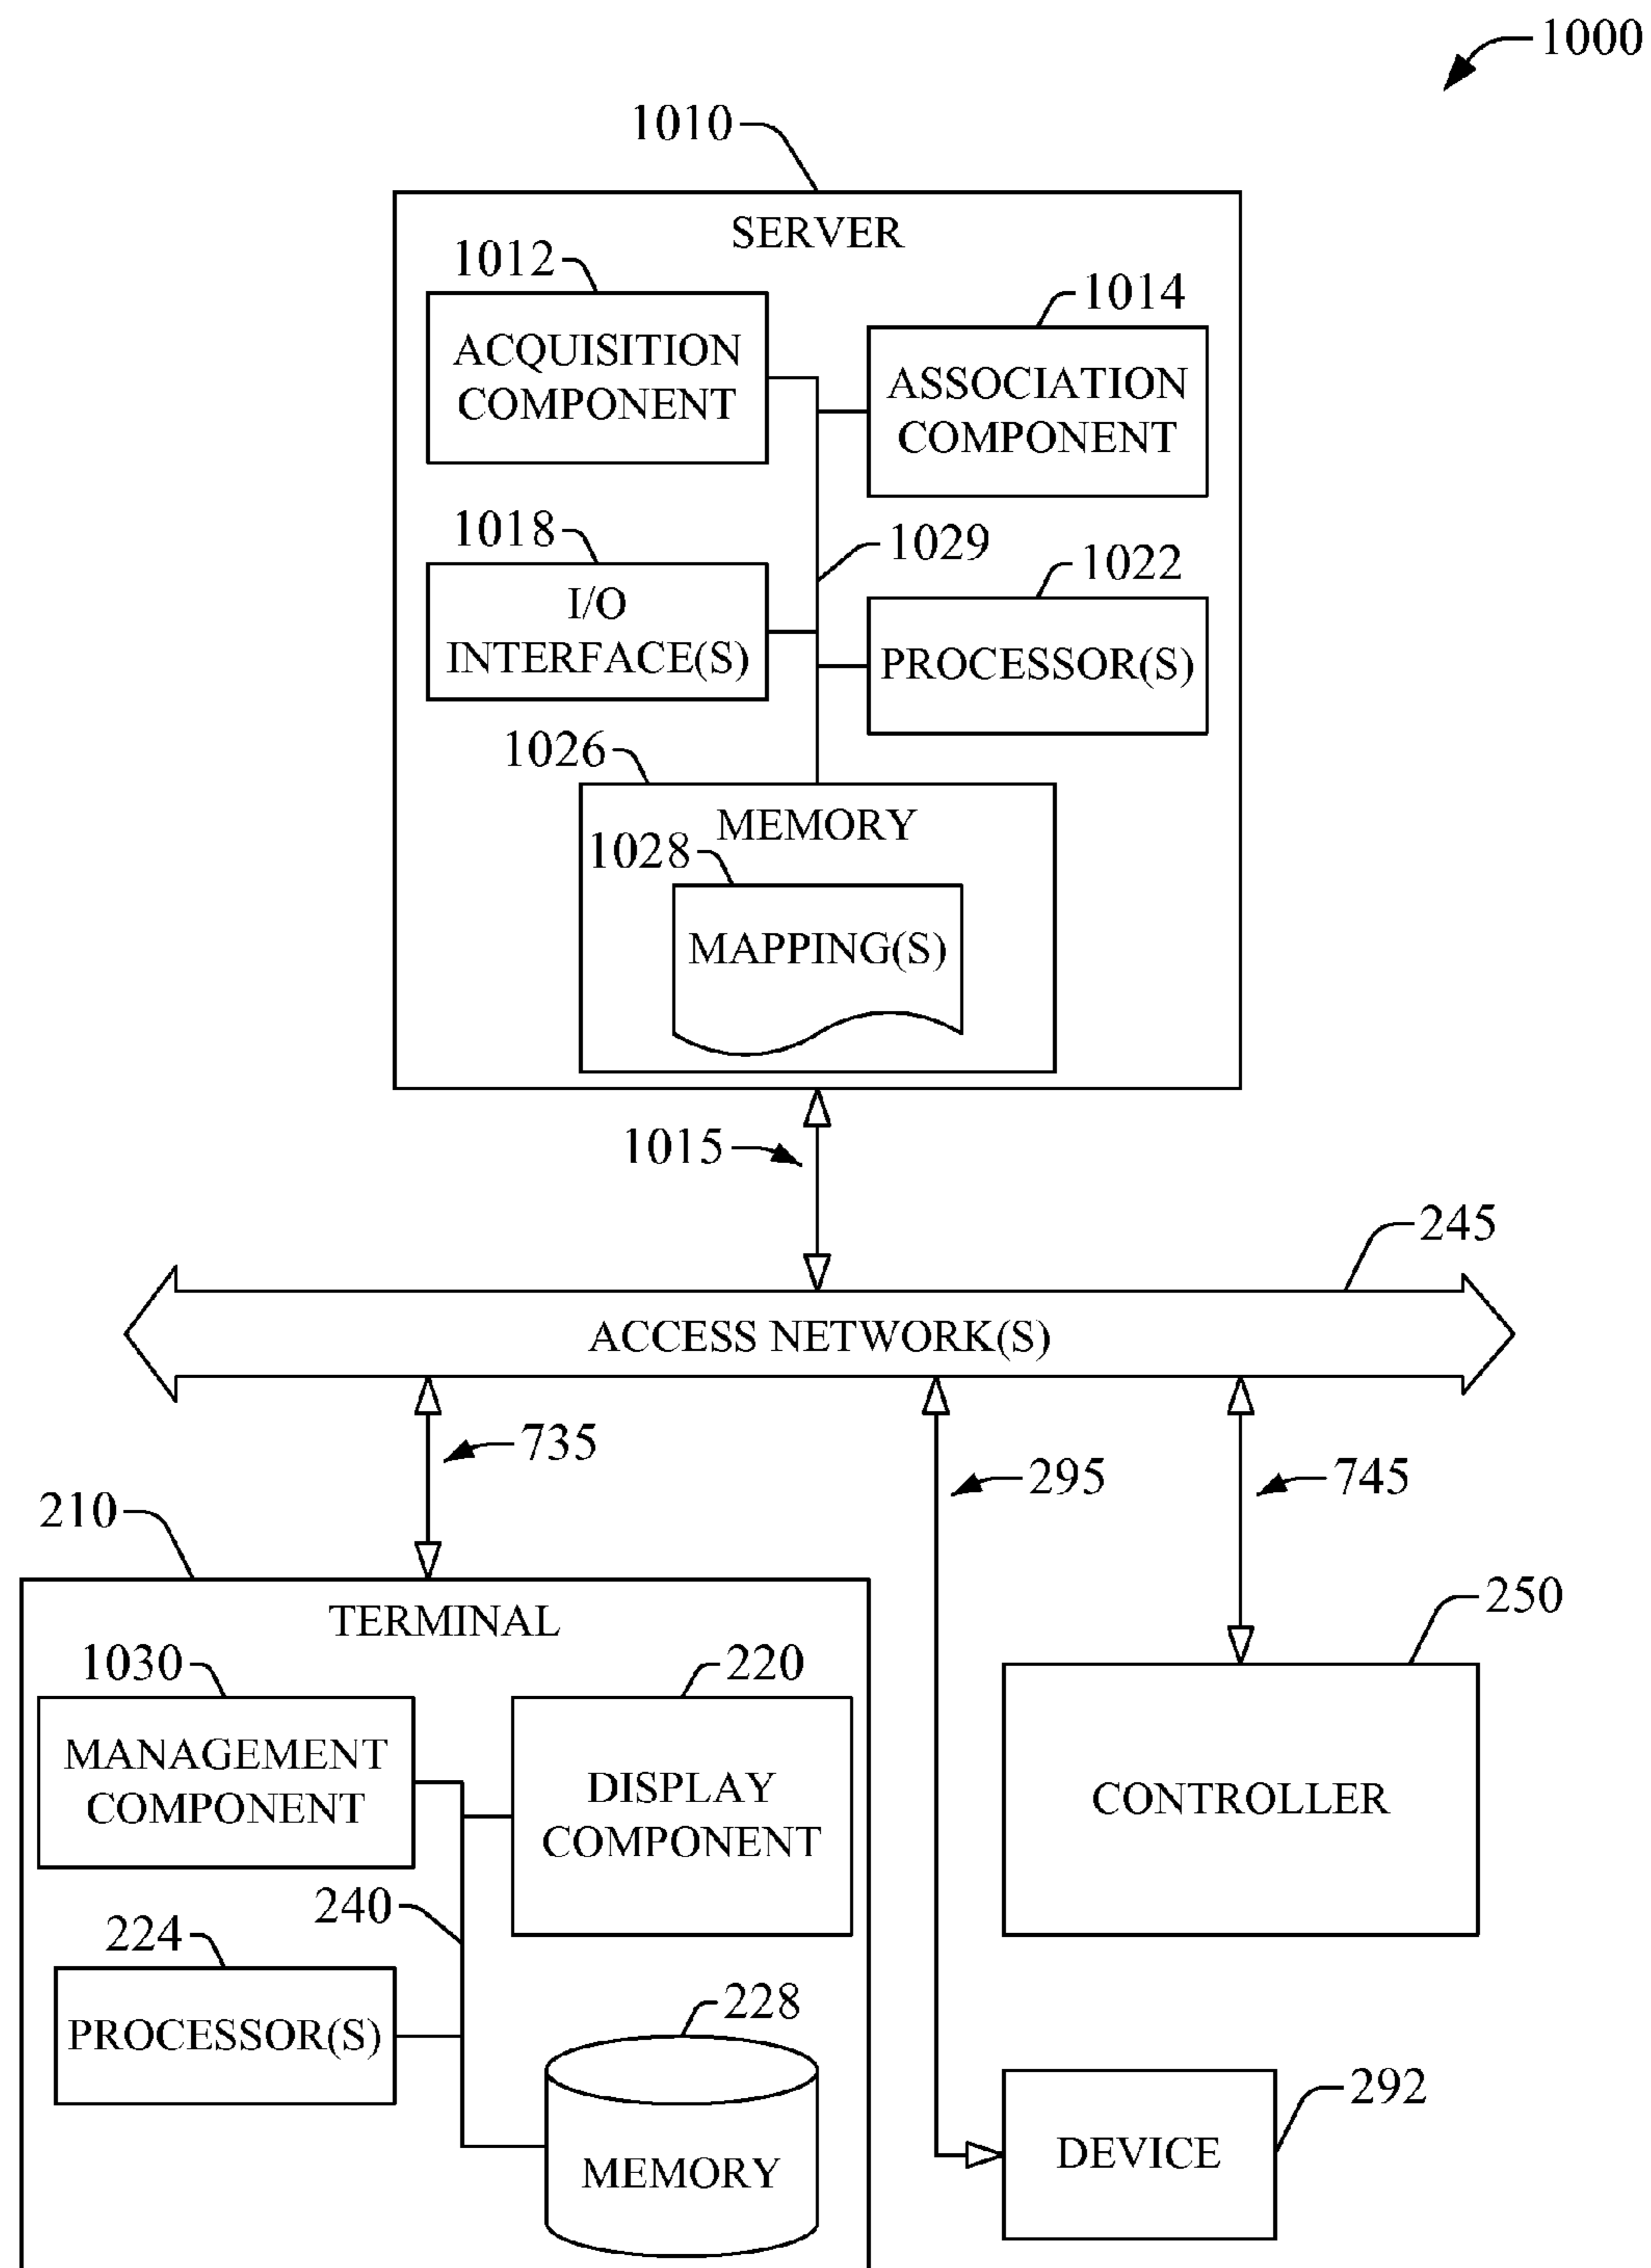 1000
1010
SERVER
1012
1014
ACQUISITION
COMPONENT
ASSOCIATION
COMPONENT
1018
1029
1022
I/O
INTERFACE(S)
PROCESSOR(S)
1026
MEMORY
1028
MAPPING(S)
1015
245
ACCESS NETWORK(S)
735
295
745
210
250
TERMINAL
1030
220
MANAGEMENT
COMPONENT
DISPLAY
COMPONENT
CONTROLLER
240
224
228
PROCESSOR(S)
292
DEVICE
MEMORY